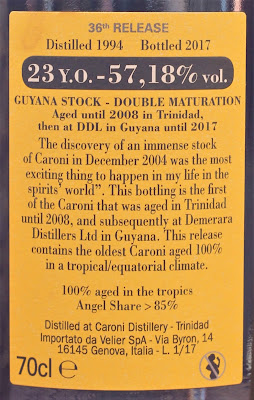 36th RELEASE
Distilled 1994 Bottled 2017
23 Y.O. - 57,18% vol.
GUYANA STOCK - DOUBLE MATURATION
Aged until 2008 in Trinidad,
then at DDL in Guyana until 2017
The discovery of an immense stock
of Caroni in December 2004 was the most
exciting thing to happen in my life in the
spirits' world”. This bottling is the first
of the Caroni that was aged in Trinidad
until 2008, and subsequently at Demerara
Distillers Ltd in Guyana. This release
contains the oldest Caroni aged 100%
in a tropical/equatorial climate.
100% aged in the tropics
Angel Share > 85%
Distilled at Caroni Distillery - Trinidad
Importato da Velier SpA - Via Byron, 14
16145 Genova, Italia - L. 1/17
70cl e